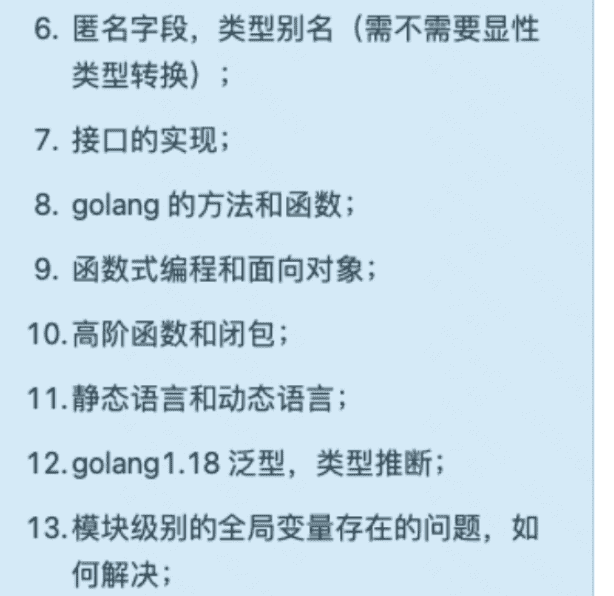 6. 匿名字段，类型别名（需不需要显性
类型转换）；
7. 接口的实现；
8. golang 的方法和函数；
9. 函数式编程和面向对象；
10.高阶函数和闭包；
11.静态语言和动态语言；
12.golang1.18 泛型，类型推断；
13.模块级别的全局变量存在的问题，如
何解决；